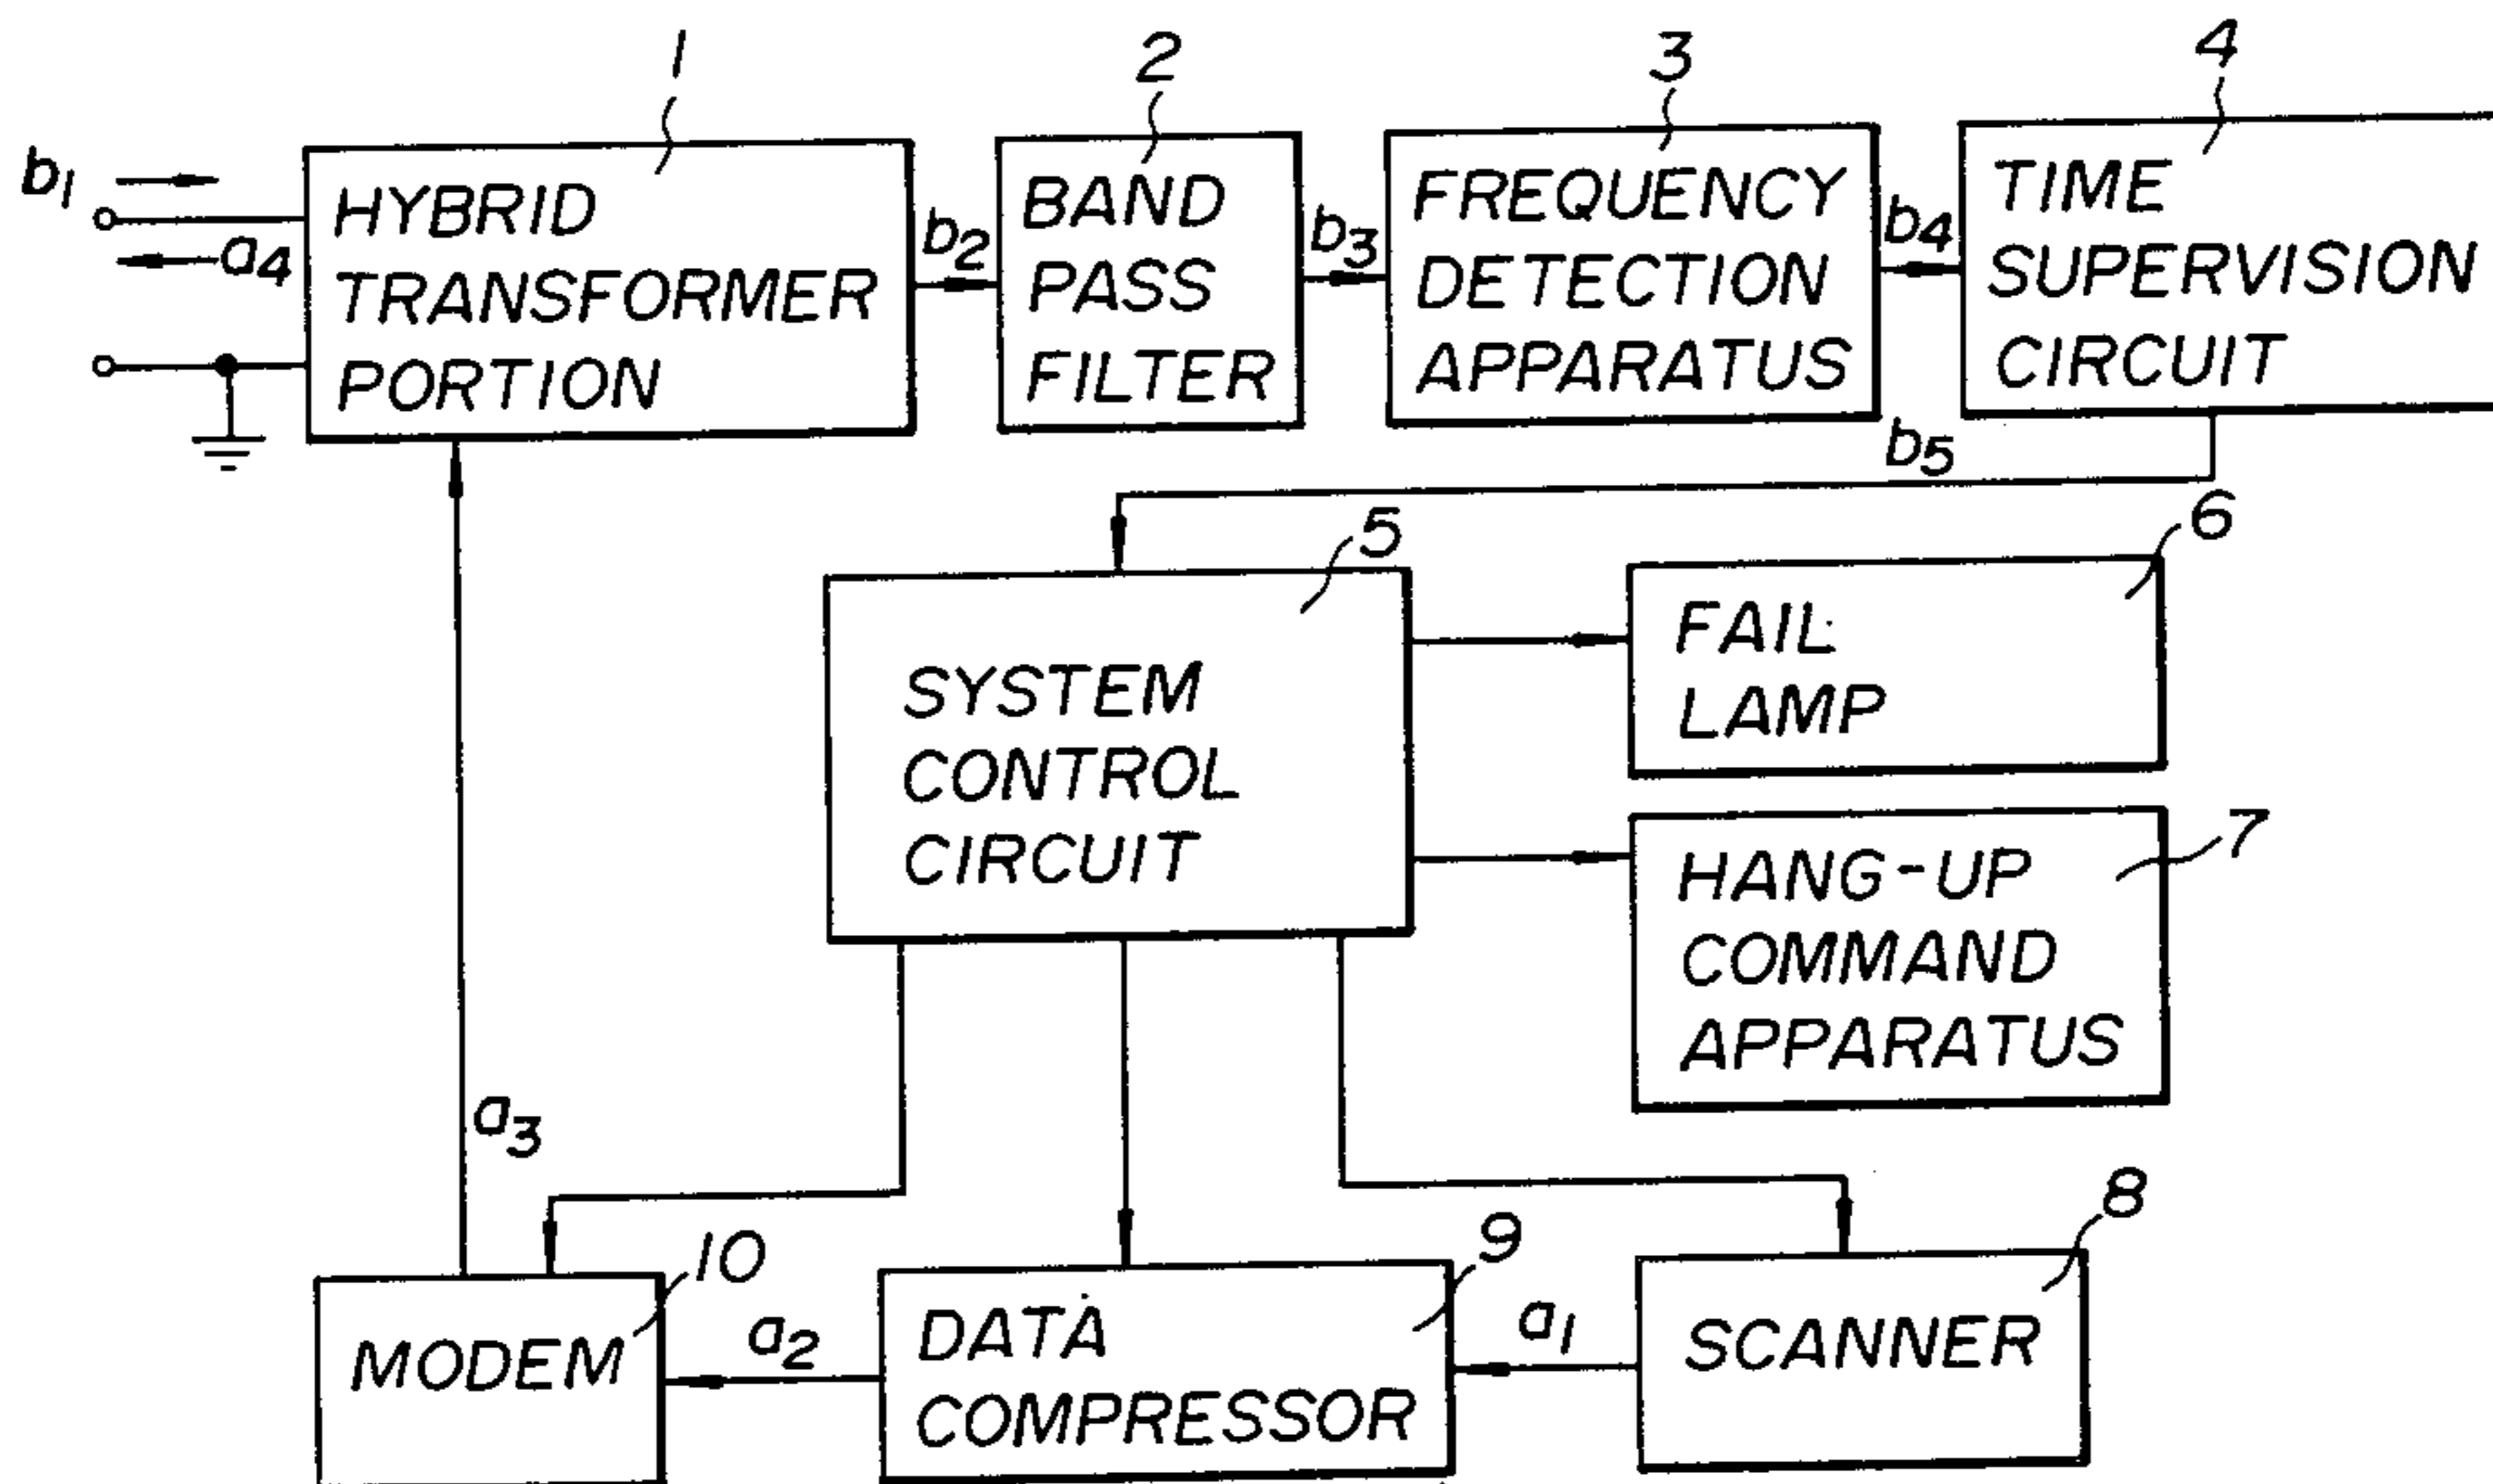 1
2
3
4
b1
a4
HYBRID
TRANSFORMER
PORTION
b2
BAND
PASS
FILTER
b3
FREQUENCY
DETECTION
APPARATUS
b4
TIME
SUPERVISION
CIRCUIT
b5
5
SYSTEM
CONTROL
CIRCUIT
6
FAIL
LAMP
7
HANG-UP
COMMAND
APPARATUS
a3
10
MODEM
a2
9
DATA
COMPRESSOR
a1
8
SCANNER